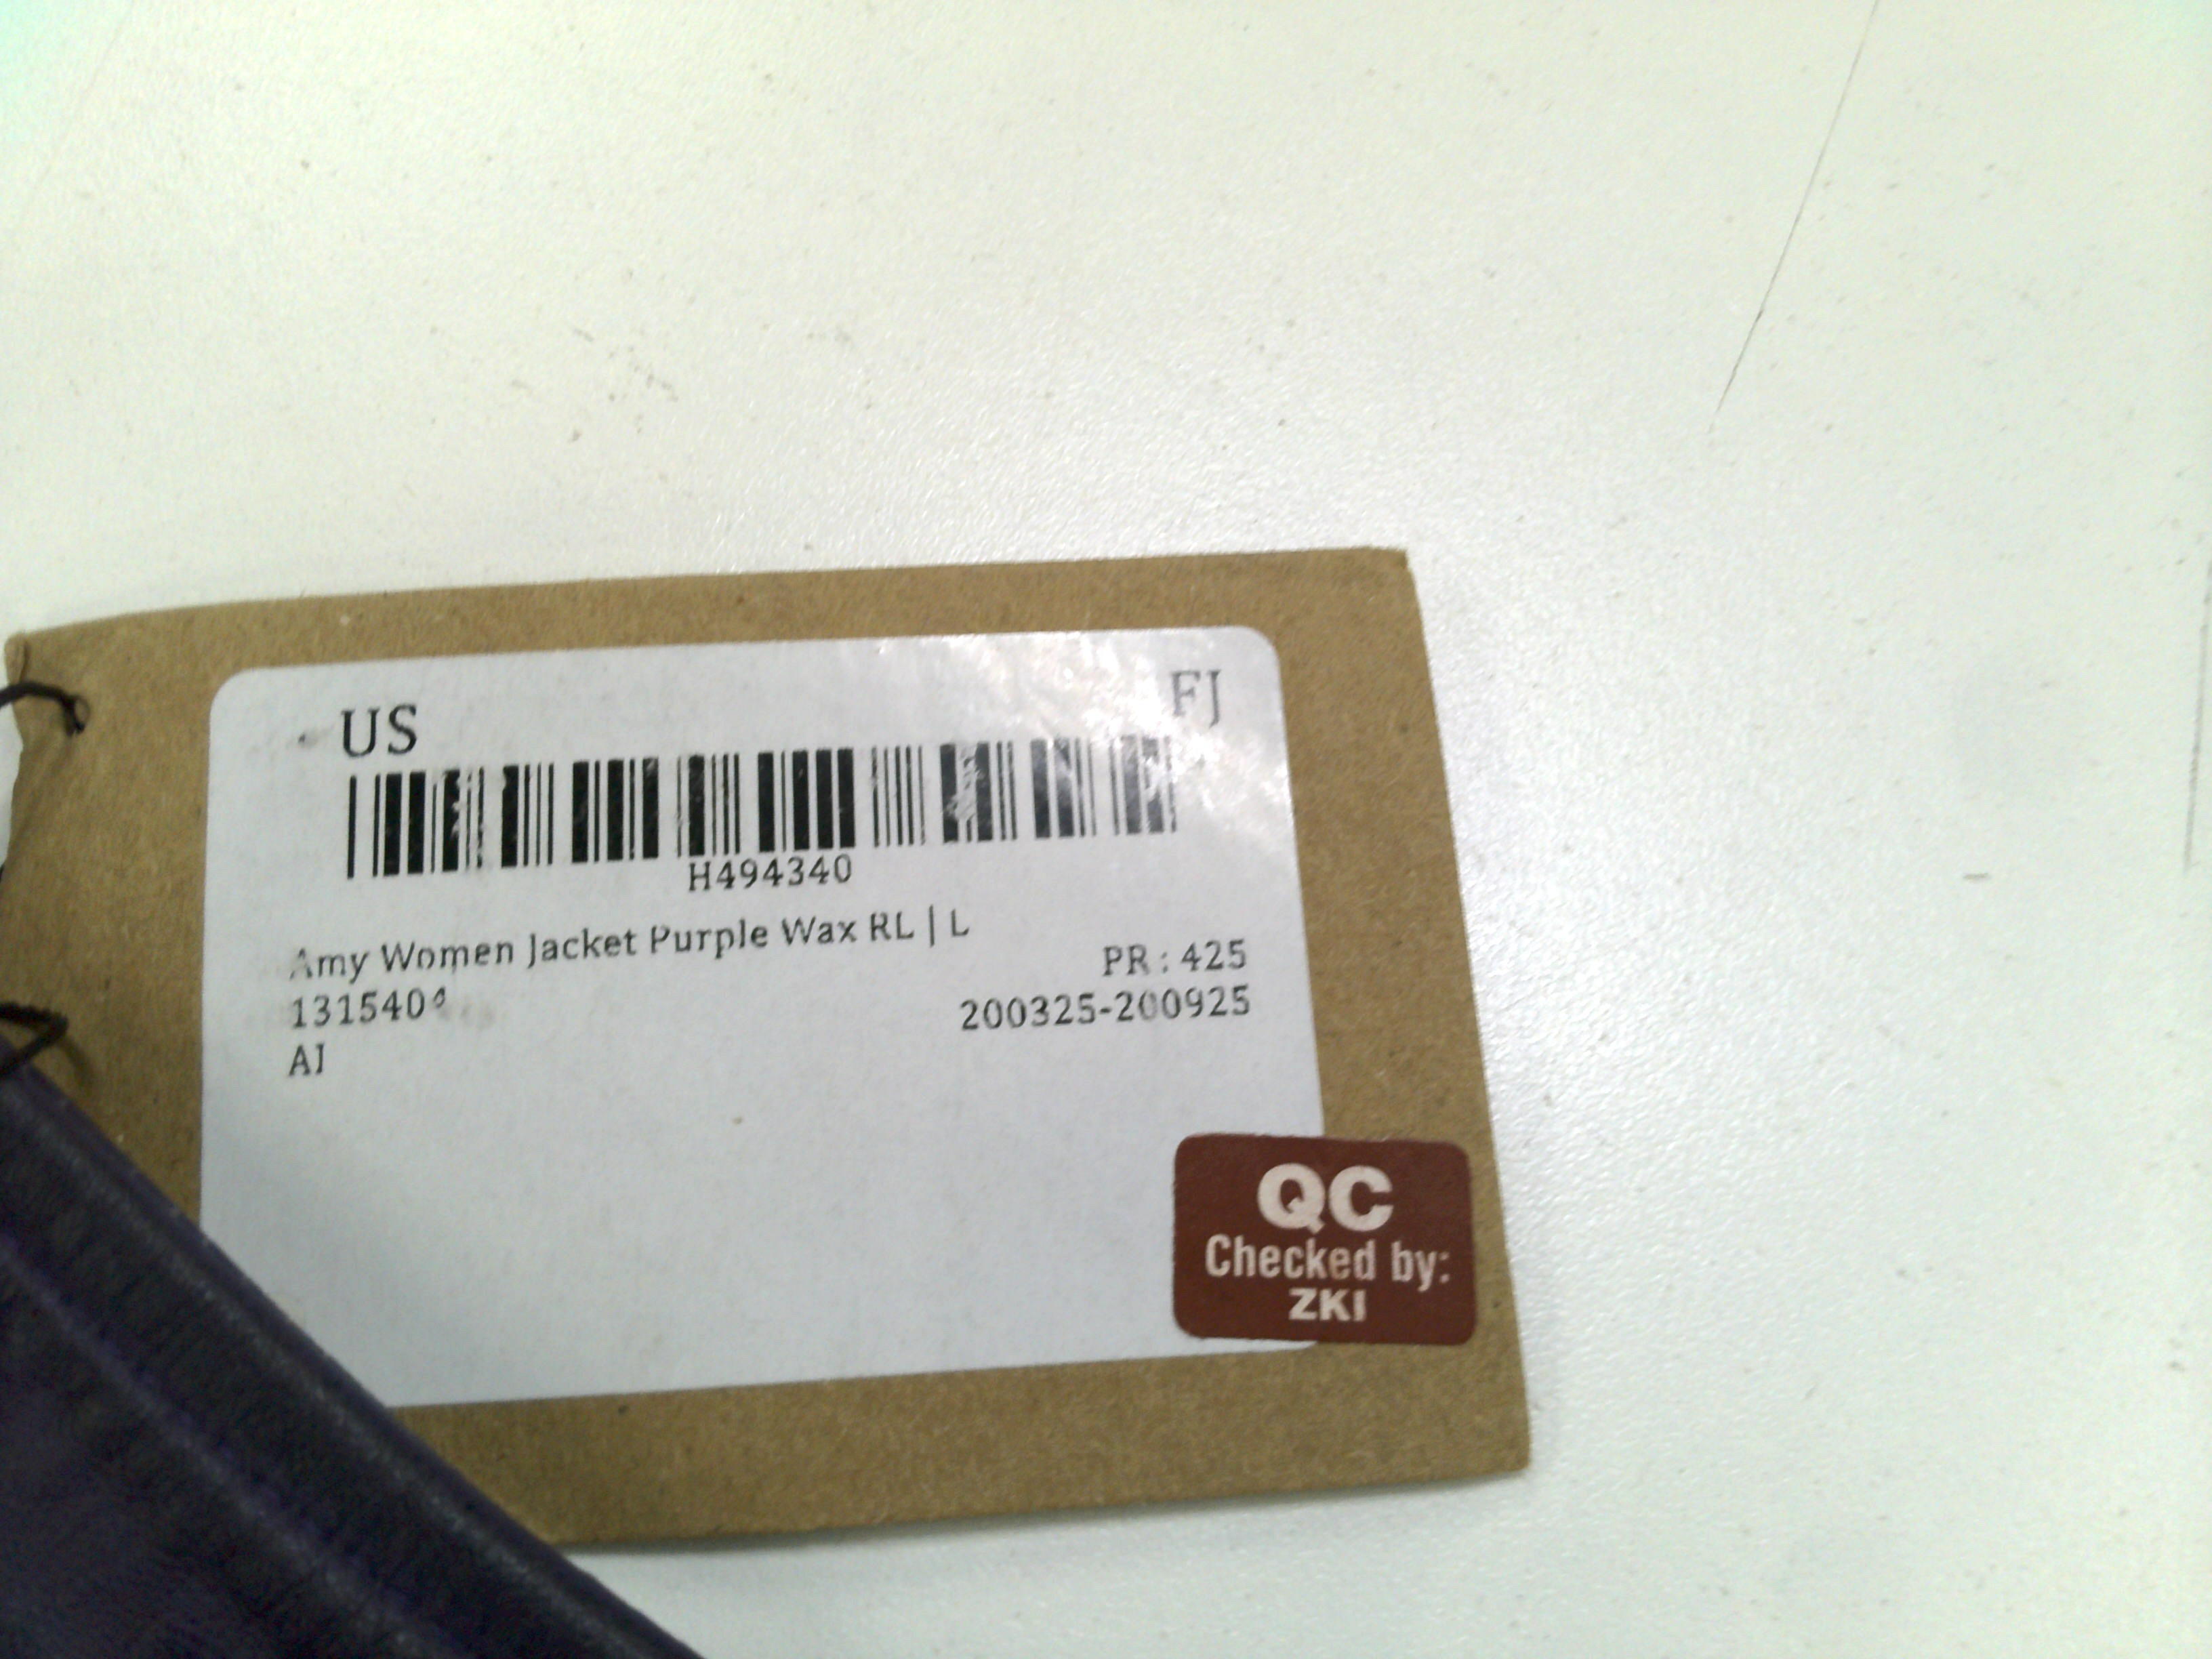 US FJ
H494340
Amy Women Jacket Purple Wax RL | L
PR : 425
200325-200925
AJ
QC
Checked by:
ZKI